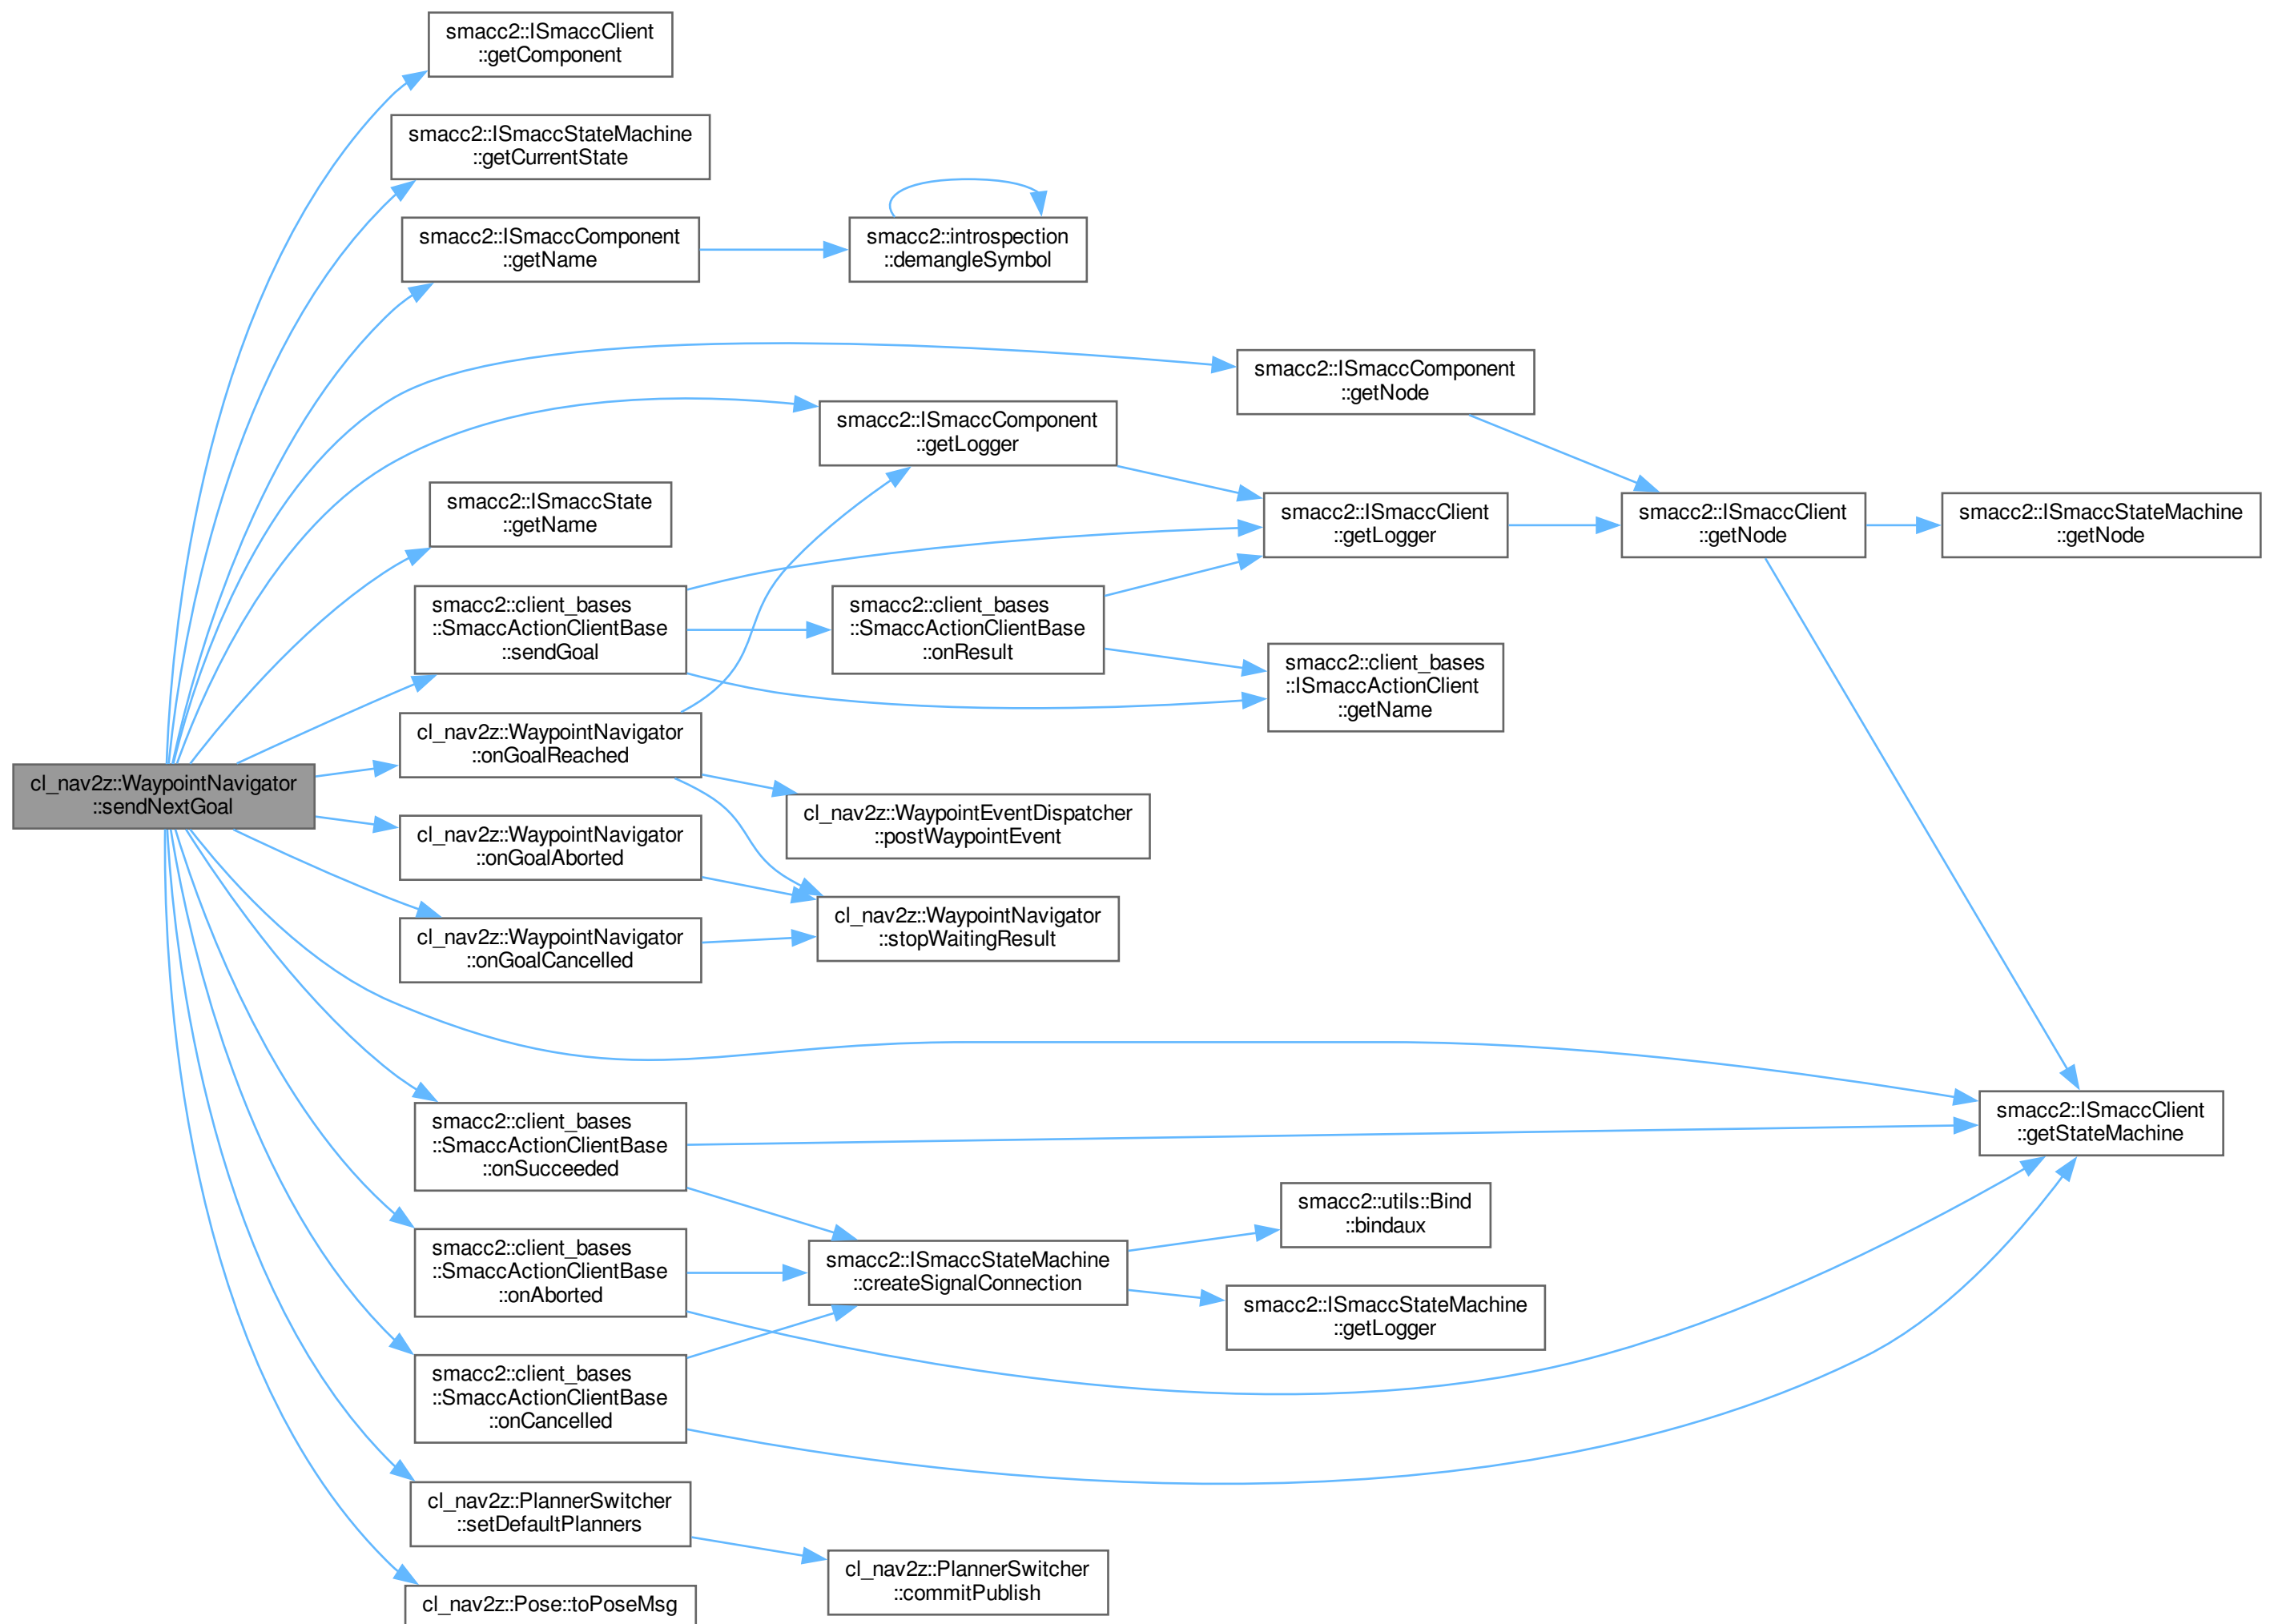 smacc2::ISmaccClient
::getComponent
smacc2::ISmaccStateMachine
::getCurrentState
smacc2::ISmaccComponent
::getName
smacc2::introspection
::demangleSymbol
smacc2::ISmaccComponent
::getNode
smacc2::ISmaccComponent
::getLogger
smacc2::ISmaccState
::getName
smacc2::ISmaccClient
::getLogger
smacc2::ISmaccClient
::getNode
smacc2::ISmaccStateMachine
::getNode
smacc2::client_bases
::SmaccActionClientBase
::sendGoal
smacc2::client_bases
::SmaccActionClientBase
::onResult
smacc2::client_bases
::ISmaccActionClient
::getName
cl_nav2z::WaypointNavigator
::onGoalReached
cl_nav2z::WaypointNavigator
::sendNextGoal
cl_nav2z::WaypointEventDispatcher
::postWaypointEvent
cl_nav2z::WaypointNavigator
::onGoalAborted
cl_nav2z::WaypointNavigator
::stopWaitingResult
cl_nav2z::WaypointNavigator
::onGoalCancelled
smacc2::client_bases
::SmaccActionClientBase
::onSucceeded
smacc2::ISmaccClient
::getStateMachine
smacc2::utils::Bind
::bindaux
smacc2::client_bases
::SmaccActionClientBase
::onAborted
smacc2::ISmaccStateMachine
::createSignalConnection
smacc2::ISmaccStateMachine
::getLogger
smacc2::client_bases
::SmaccActionClientBase
::onCancelled
cl_nav2z::PlannerSwitcher
::setDefaultPlanners
cl_nav2z::PlannerSwitcher
::commitPublish
cl_nav2z::Pose::toPoseMsg